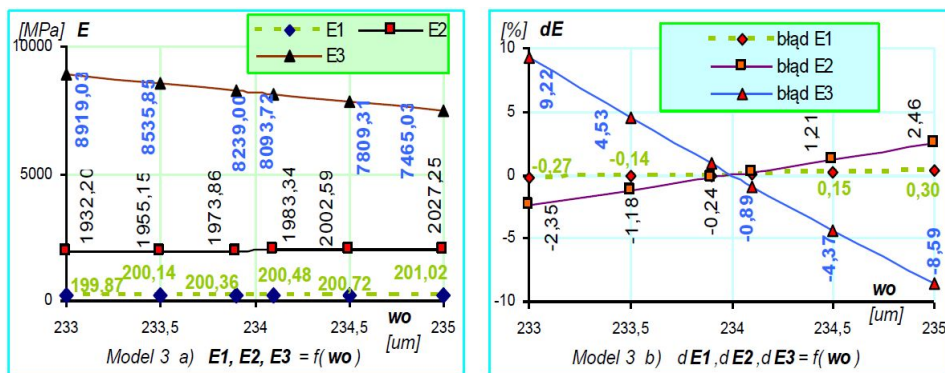 [MPa] E
E1 E2
E3
10000
5000
0
8919,03 8535,85 8239,00 8093,72 7809,31 7465,03
1932,20 1955,15 1973,86 1983,34 2002,59 2027,25
199,87 200,14 200,36 200,48 200,72 201,02
233 233,5 234 234,5 235
wo
[um]
Model 3 a) E1, E2, E3 = f( wo )
[%] dE
błąd E1
błąd E2
błąd E3
10
5
0
-5
-10
9,22 4,53 -0,89 -4,37 -8,59
-0,27 -0,14 0,15 0,30
-2,35 -1,18 -0,24 1,21 2,46
233 233,5 234 234,5 235
wo
[um]
Model 3 b) dE1,dE2,dE3= f( wo )